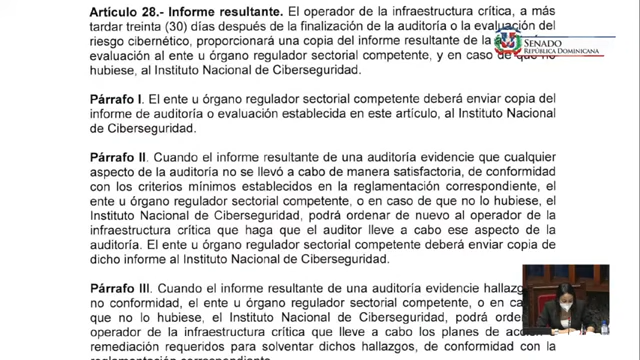 Artículo 28.- Informe resultante. El operador de la infraestructura crítica, a más
tardar treinta (30) días después de la finalización de la auditoría o la evaluación del
riesgo cibernético, proporcionará una copia del informe resultante de la
evaluación al ente u órgano regulador sectorial competente, y en caso de que no
hubiese, al Instituto Nacional de Ciberseguridad.
SENADO
REPÚBLICA DOMINICANA
Párrafo I. El ente u órgano regulador sectorial competente deberá enviar copia del
informe de auditoría o evaluación establecida en este artículo, al Instituto Nacional
de Ciberseguridad.
Párrafo II. Cuando el informe resultante de una auditoría evidencie que cualquier
aspecto de la auditoría no se llevó a cabo de manera satisfactoria, de conformidad
con los criterios mínimos establecidos en la reglamentación correspondiente, el
ente u órgano regulador sectorial competente, o en caso de que no lo hubiese, el
Instituto Nacional de Ciberseguridad, podrá ordenar de nuevo al operador de la
infraestructura crítica que haga que el auditor lleve a cabo ese aspecto de la
auditoría. El ente u órgano regulador sectorial competente deberá enviar copia de
dicho informe al Instituto Nacional de Ciberseguridad.
Párrafo III. Cuando el informe resultante de una auditoría evidencie
no conformidad, el ente u órgano regulador sectorial competente, o en
que no lo hubiese, el Instituto Nacional de Ciberseguridad, podrá
operador de la infraestructura crítica que lleve a cabo los planes de
remediación requeridos para solventar dichos hallazgos, de conformidad con la